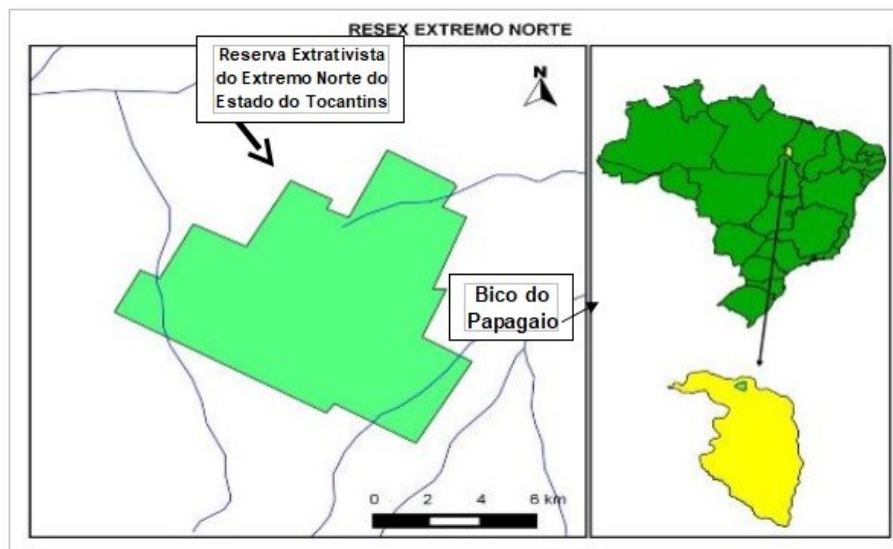 RESEX EXTREMO NORTE
Reserva Extrativista
do Extremo Norte do
Estado do Tocantins
N
Bico do
Papagaio
0 2 4 6 km